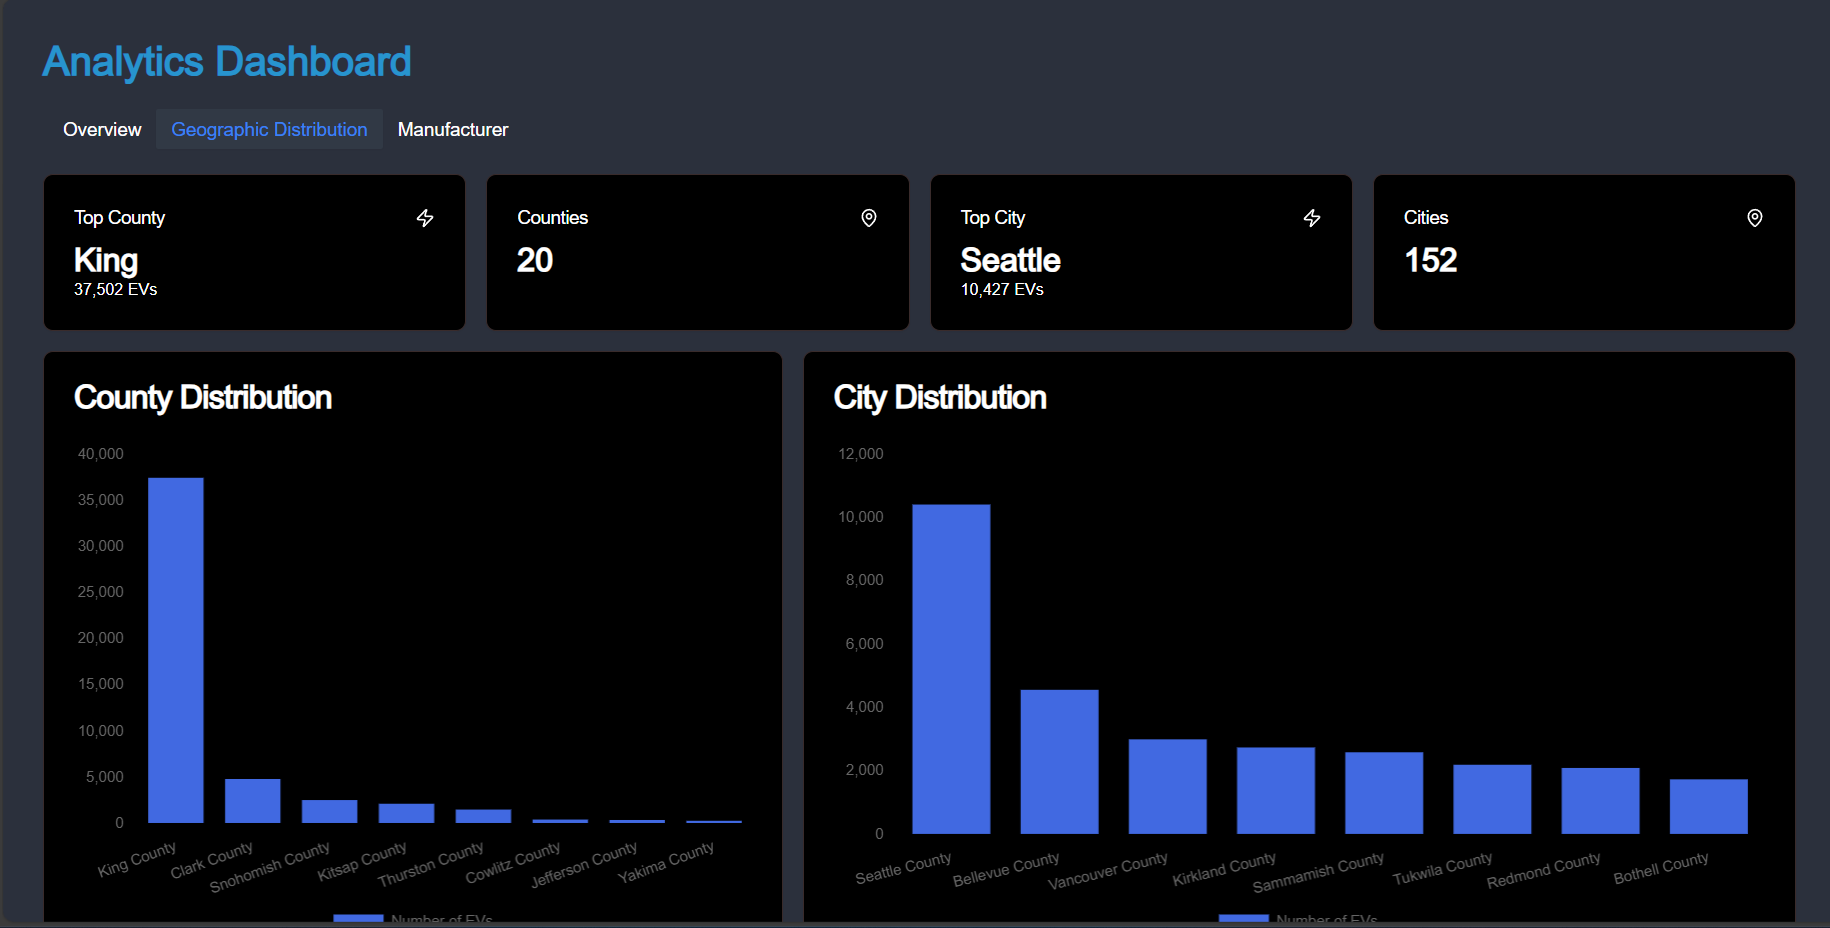 Analytics Dashboard
Overview Geographic Distribution Manufacturer
Top County
King
37,502 EVs
Counties
20
Top City
Seattle
10,427 EVs
Cities
152
County Distribution
40,000
35,000
30,000
25,000
20,000
15,000
10,000
5,000
0
King County
Clark County
Snohomish County
Kitsap County
Thurston County
Cowlitz County
Jefferson County
Yakima County
Number of EVs
City Distribution
12,000
10,000
8,000
6,000
4,000
2,000
0
Seattle County
Bellevue County
Vancouver County
Kirkland County
Sammamish County
Tukwila County
Redmond County
Bothell County
Number of EVs